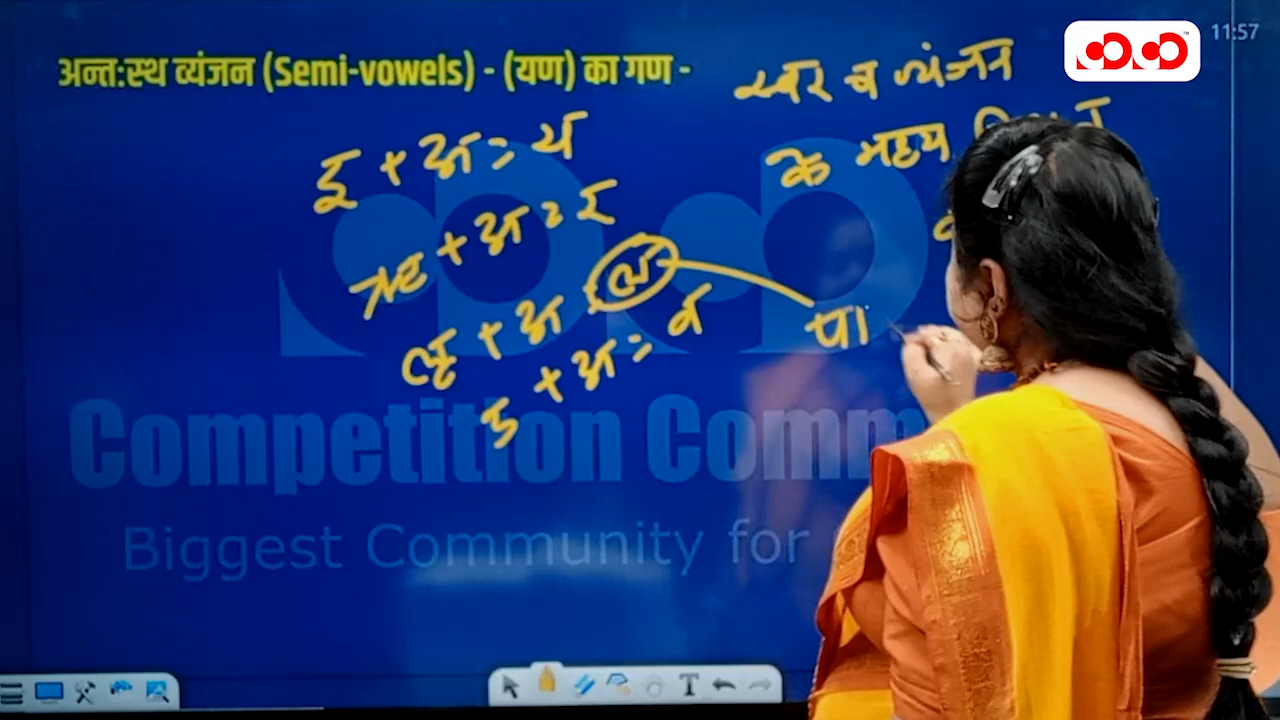 अन्त:स्थ व्यंजन (Semi-vowels) - (यण) का गण -
11:57
स्वर व व्यंजन
के मध्य
इ + अ = य
ऋ + अ = र
लृ + अ = ल
उ + अ = व
पा
Competition Comm
Biggest Community for
T